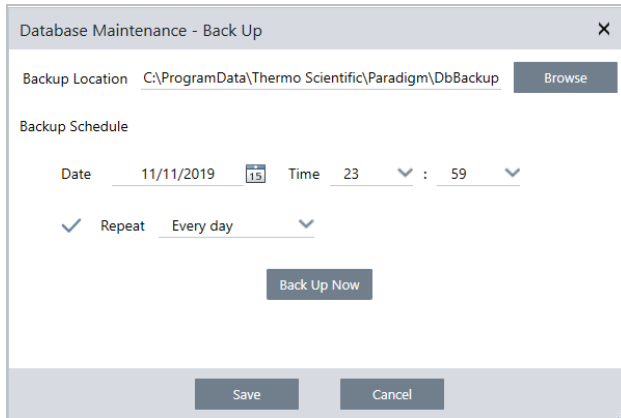 Database Maintenance - Back Up
Backup Location C:\ProgramData\Thermo Scientific\Paradigm\DbBackup Browse
Backup Schedule
Date 11/11/2019 15 Time 23 : 59
Repeat Every day
Back Up Now
Save Cancel